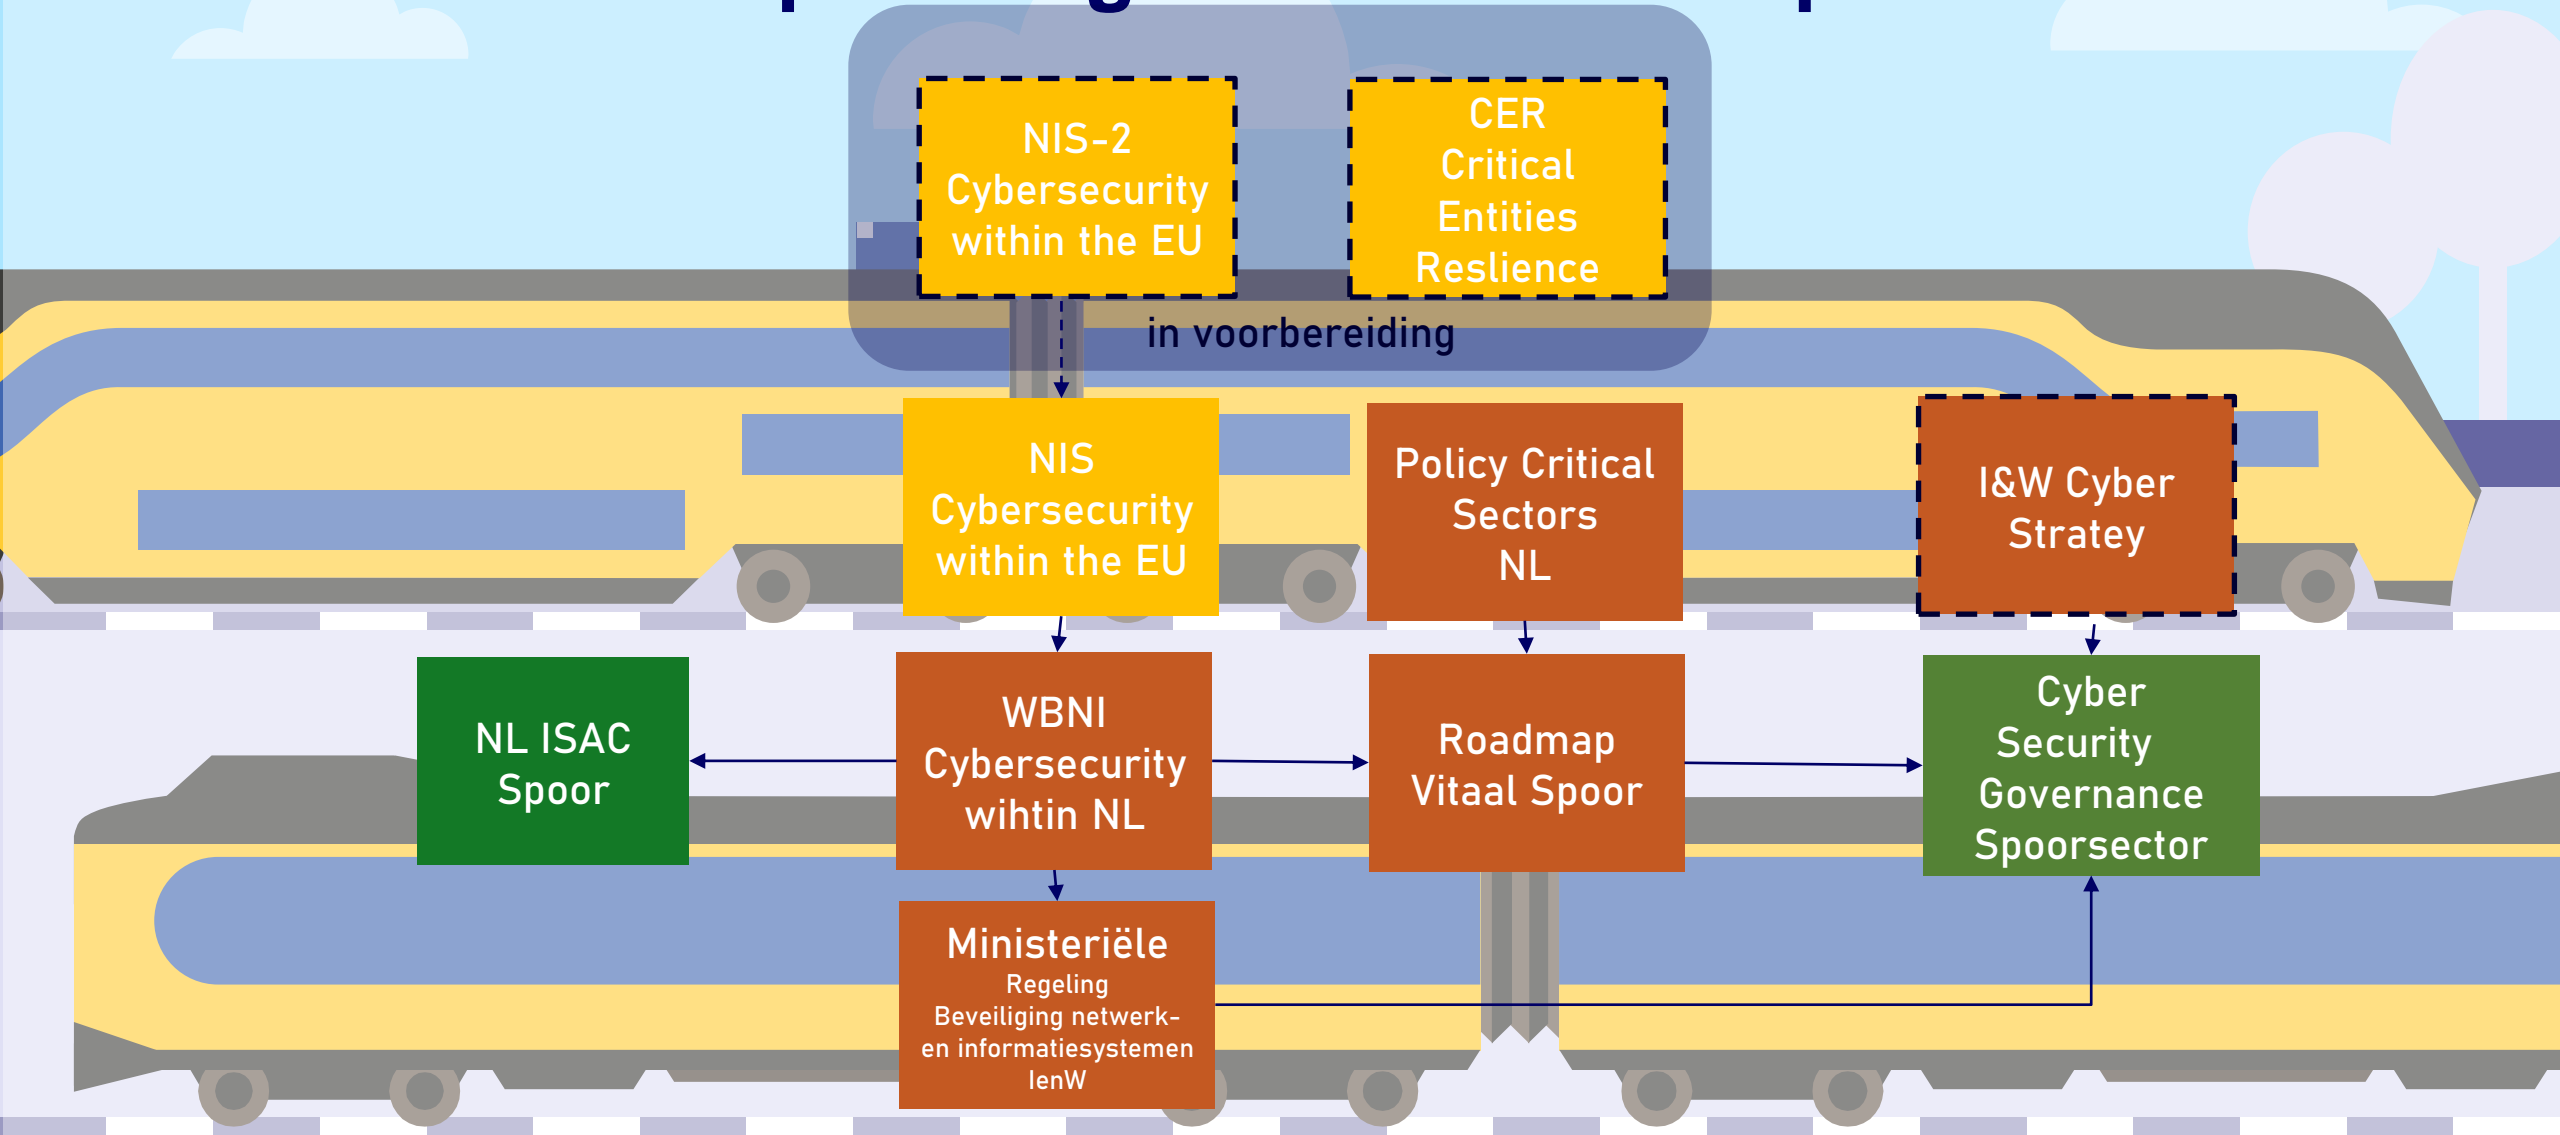 NIS-2
Cybersecurity
within the EU
CER
Critical
Entities
Reslience
in voorbereiding
NIS
Cybersecurity
within the EU
Policy Critical
Sectors
NL
I&W Cyber
Stratey
NL ISAC
Spoor
WBNI
Cybersecurity
wihtin NL
Roadmap
Vitaal Spoor
Cyber
Security
Governance
Spoorsector
Ministeriële
Regeling
Beveiliging netwerk-
en informatiesystemen
IenW